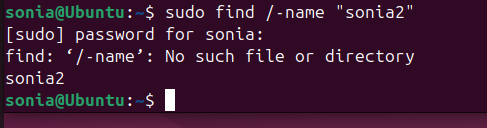 sonia@Ubuntu:~$ sudo find /-name "sonia2"
[sudo] password for sonia:
find: ‘/-name’: No such file or directory
sonia2
sonia@Ubuntu:~$